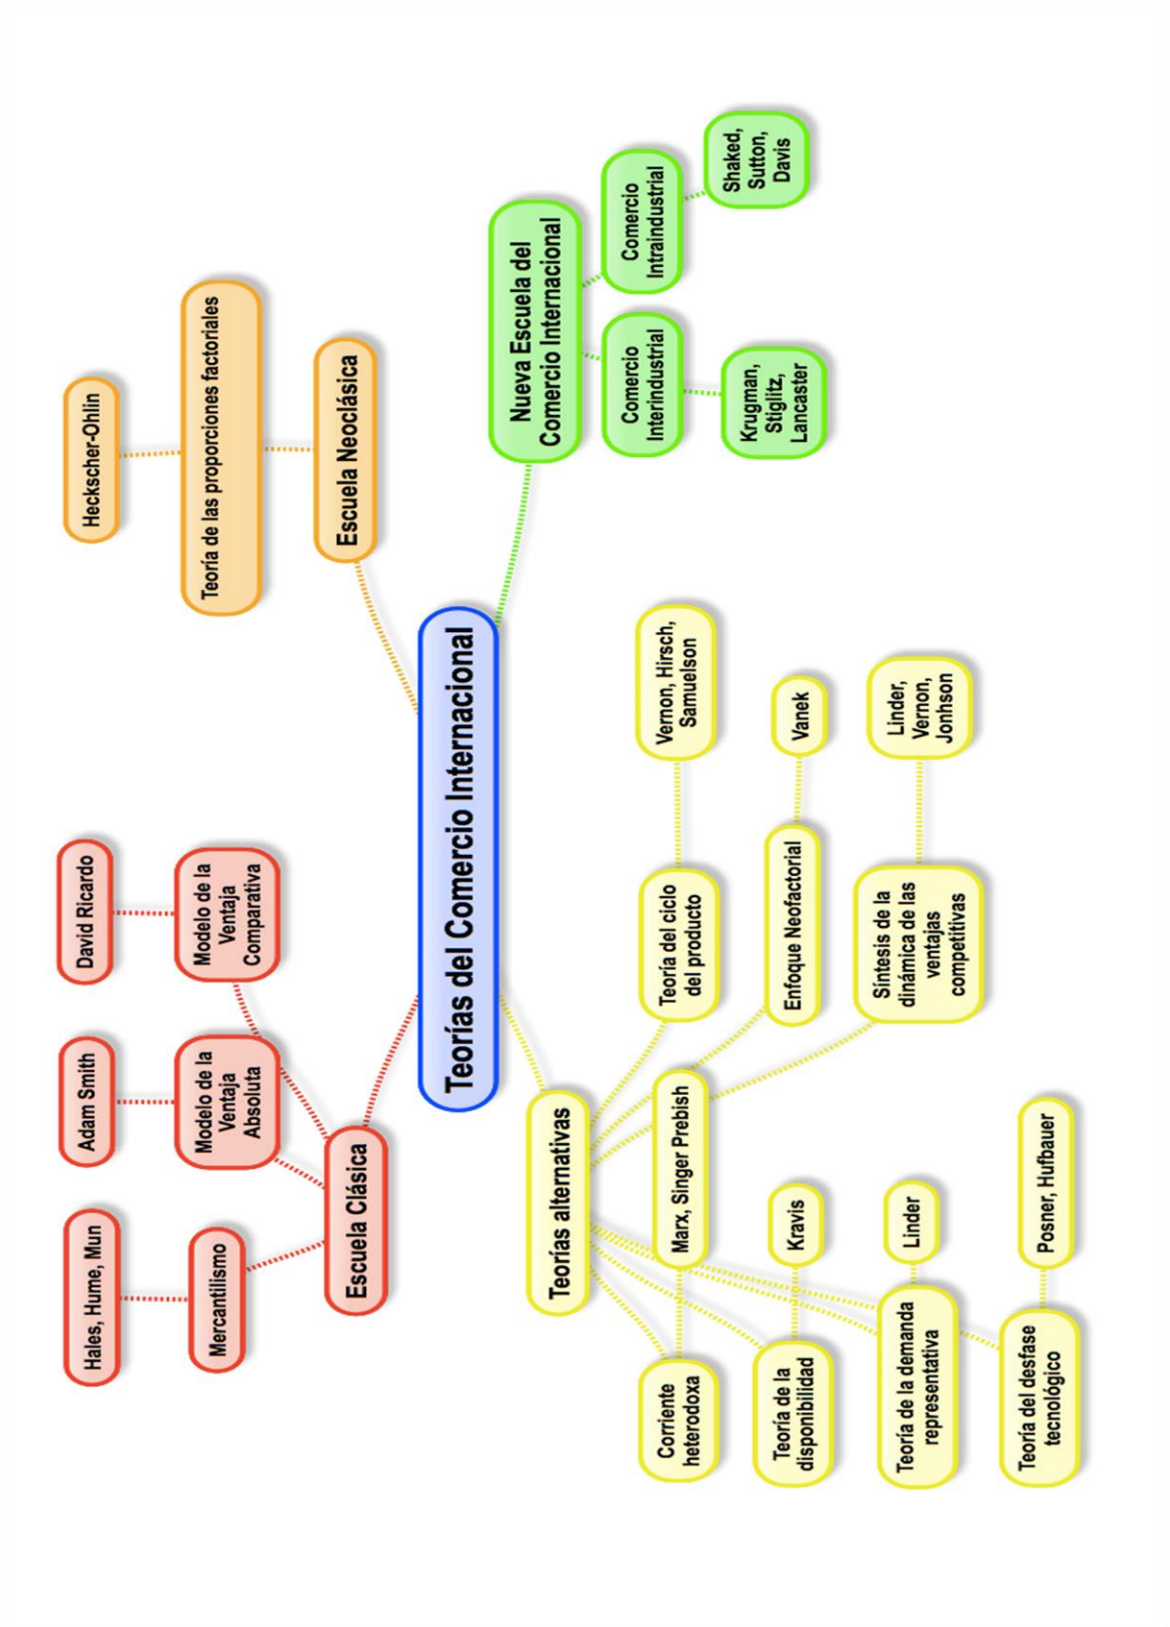 Hales, Hume, Mun
Adam Smith
David Ricardo
Heckscher-Ohlin
Mercantilismo
Modelo de la
Ventaja
Absoluta
Modelo de la
Ventaja
Comparativa
Teoría de las proporciones factoriales
Escuela Clásica
Escuela Neoclásica
Teorías del Comercio Internacional
Teorías alternativas
Nueva Escuela del
Comercio Internacional
Corriente
heterodoxa
Marx, Singer Prebish
Teoría del ciclo
del producto
Vernon, Hirsch,
Samuelson
Comercio
Interindustrial
Comercio
Intraindustrial
Krugman,
Stiglitz,
Lancaster
Shaked,
Sutton,
Davis
Teoría de la
disponibilidad
Kravis
Enfoque Neofactorial
Vanek
Teoría de la demanda
representativa
Linder
Síntesis de la
dinámica de las
ventajas
competitivas
Linder,
Vernon,
Jonhson
Teoría del desfase
tecnológico
Posner, Hufbauer